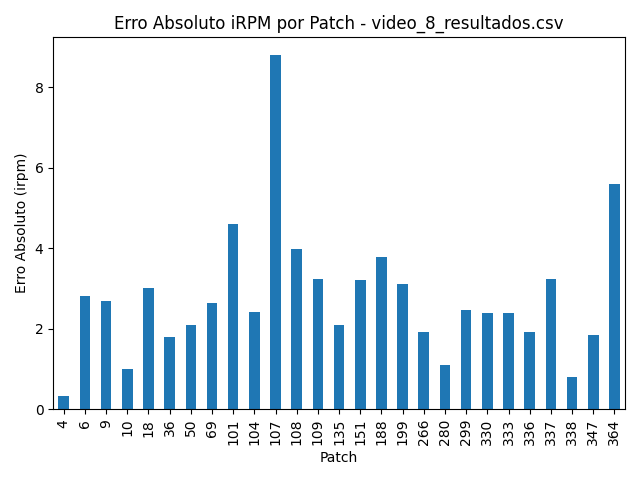 Erro Absoluto iRPM por Patch - video_8_resultados.csv
Erro Absoluto (irpm)
8
6
4
2
0
4 6 9 10 18 36 50 69 101 104 107 108 109 135 151 188 199 266 280 299 330 333 336 337 338 347 364
Patch